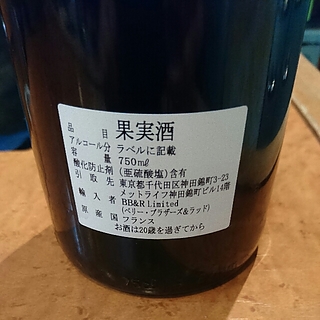 品目 果実酒
アルコール分 ラベルに記載
容量 750mℓ
酸化防止剤 (亜硫酸塩)含有
引取先 東京都千代田区神田錦町3-23
メットライフ神田錦町ビル14階
輸入者 BB&R Limited
(ベリー・ブラザーズ&ラッド)
原産国 フランス
お酒は20歳を過ぎてから